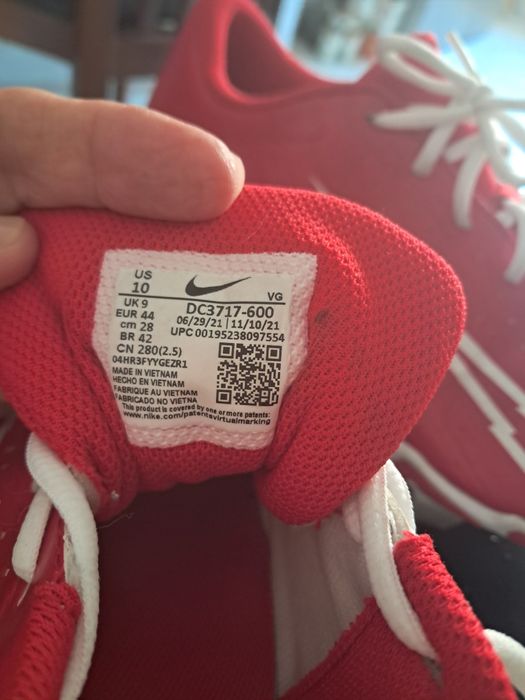 US
10
UK 9
EUR 44
cm 28
BR 42
CN 280(2.5)
04HR3FYYGEZR1
VG
DC3717-600
06/29/21 | 11/10/21
UPC 00195238097554
MADE IN VIETNAM
HECHO EN VIETNAM
FABRIQUE AU VIETNAM
FABRICADO NO VIETNA
This product is covered by one or more patents:
www.nike.com/patentsvirtualmarking